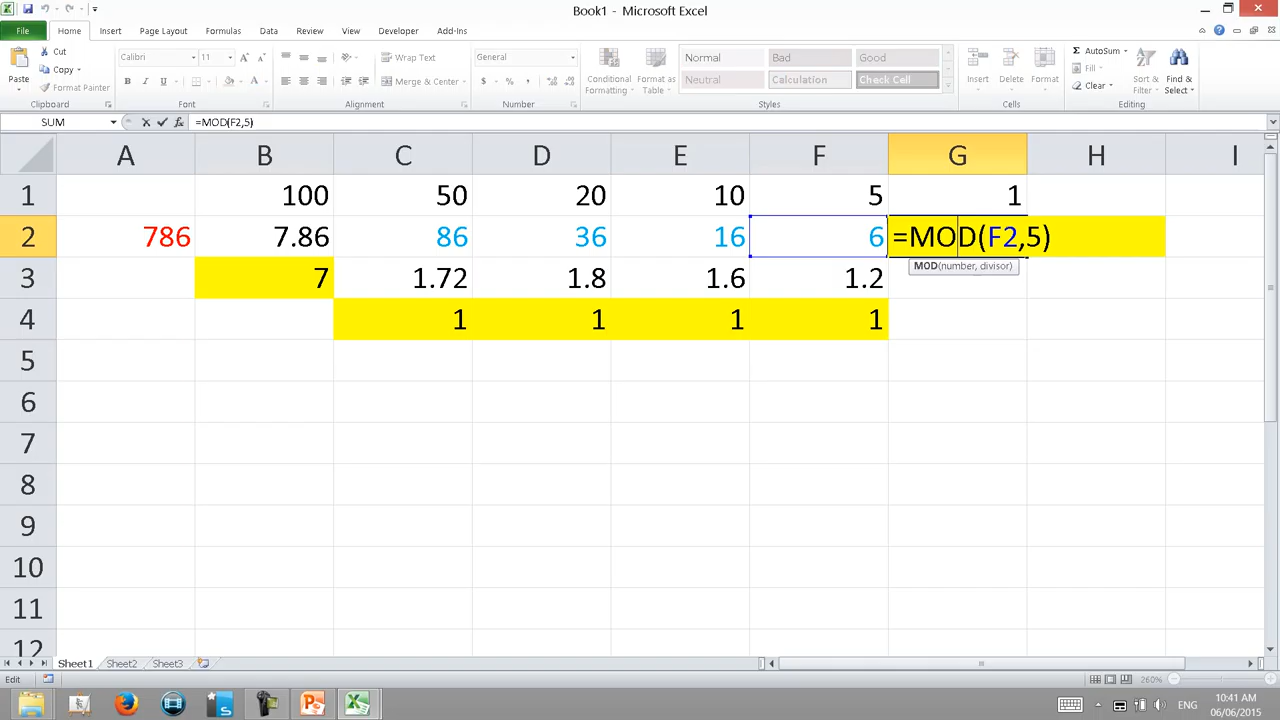 Book1 - Microsoft Excel
File Home Insert Page Layout Formulas Data Review View Developer Add-Ins
Paste Cut Copy Format Painter Clipboard
Calibri 11 B I U A A A Font
Wrap Text Merge & Center Alignment
General $ % , Number
Conditional Formatting Format as Table
Normal Bad Good
Neutral Calculation Check Cell
Styles
Insert Delete Format Cells
Σ AutoSum Fill Clear Sort & Filter Find & Select Editing
SUM fx =MOD(F2,5)
A B C D E F G H I
1 100 50 20 10 5 1
2 786 7.86 86 36 16 6 =MOD(F2,5)
MOD(number, divisor)
3 7 1.72 1.8 1.6 1.2
4 1 1 1 1
5
6
7
8
9
10
11
12
Sheet1 Sheet2 Sheet3
Edit 260%
ENG 10:41 AM
06/06/2015